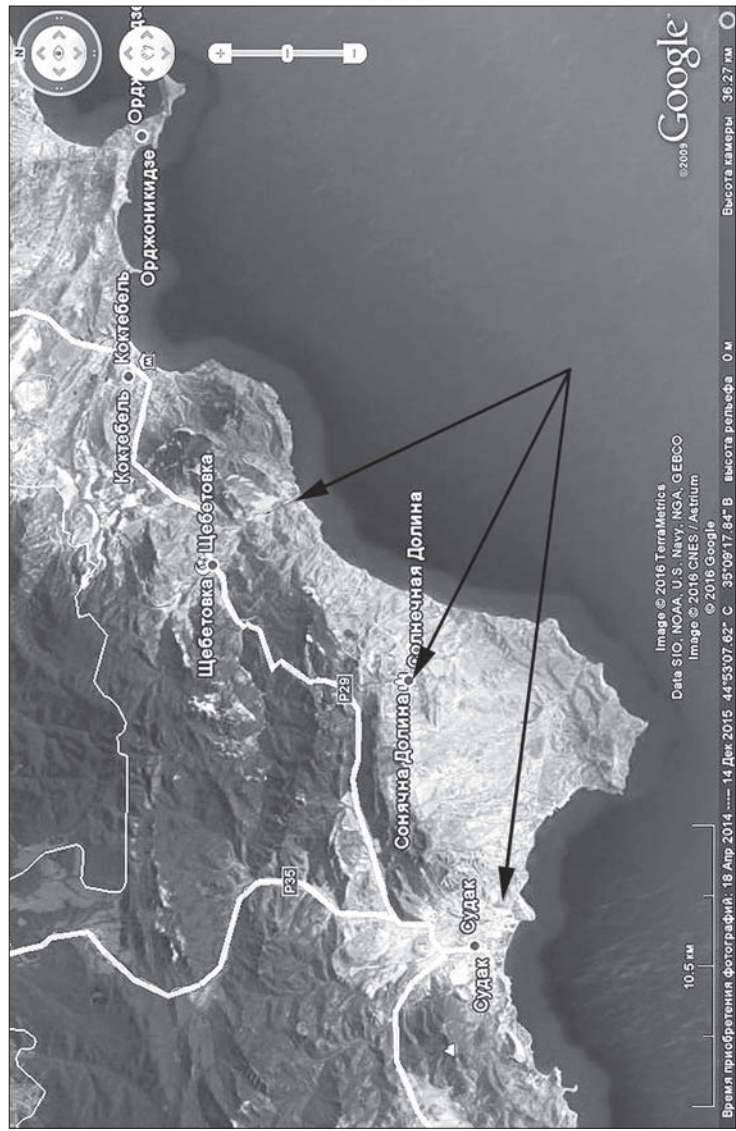 N
Орджоникидзе
Орджоникидзе
Коктебель Коктебель
Щебетовка Щебетовка
P29
P35
Сонячна Долина Солнечная Долина
Судак Судак
10.5 км
Image © 2016 TerraMetrics
Data SIO, NOAA, U.S. Navy, NGA, GEBCO
Image © 2016 CNES / Astrium
© 2016 Google
©2009 Google™
Время приобретения фотографий: 18 Апр 2014 ----- 14 Дек 2015 44°53'07.62" С 35°09'17.84" В высота рельефа 0 м Высота камеры 36.27 км